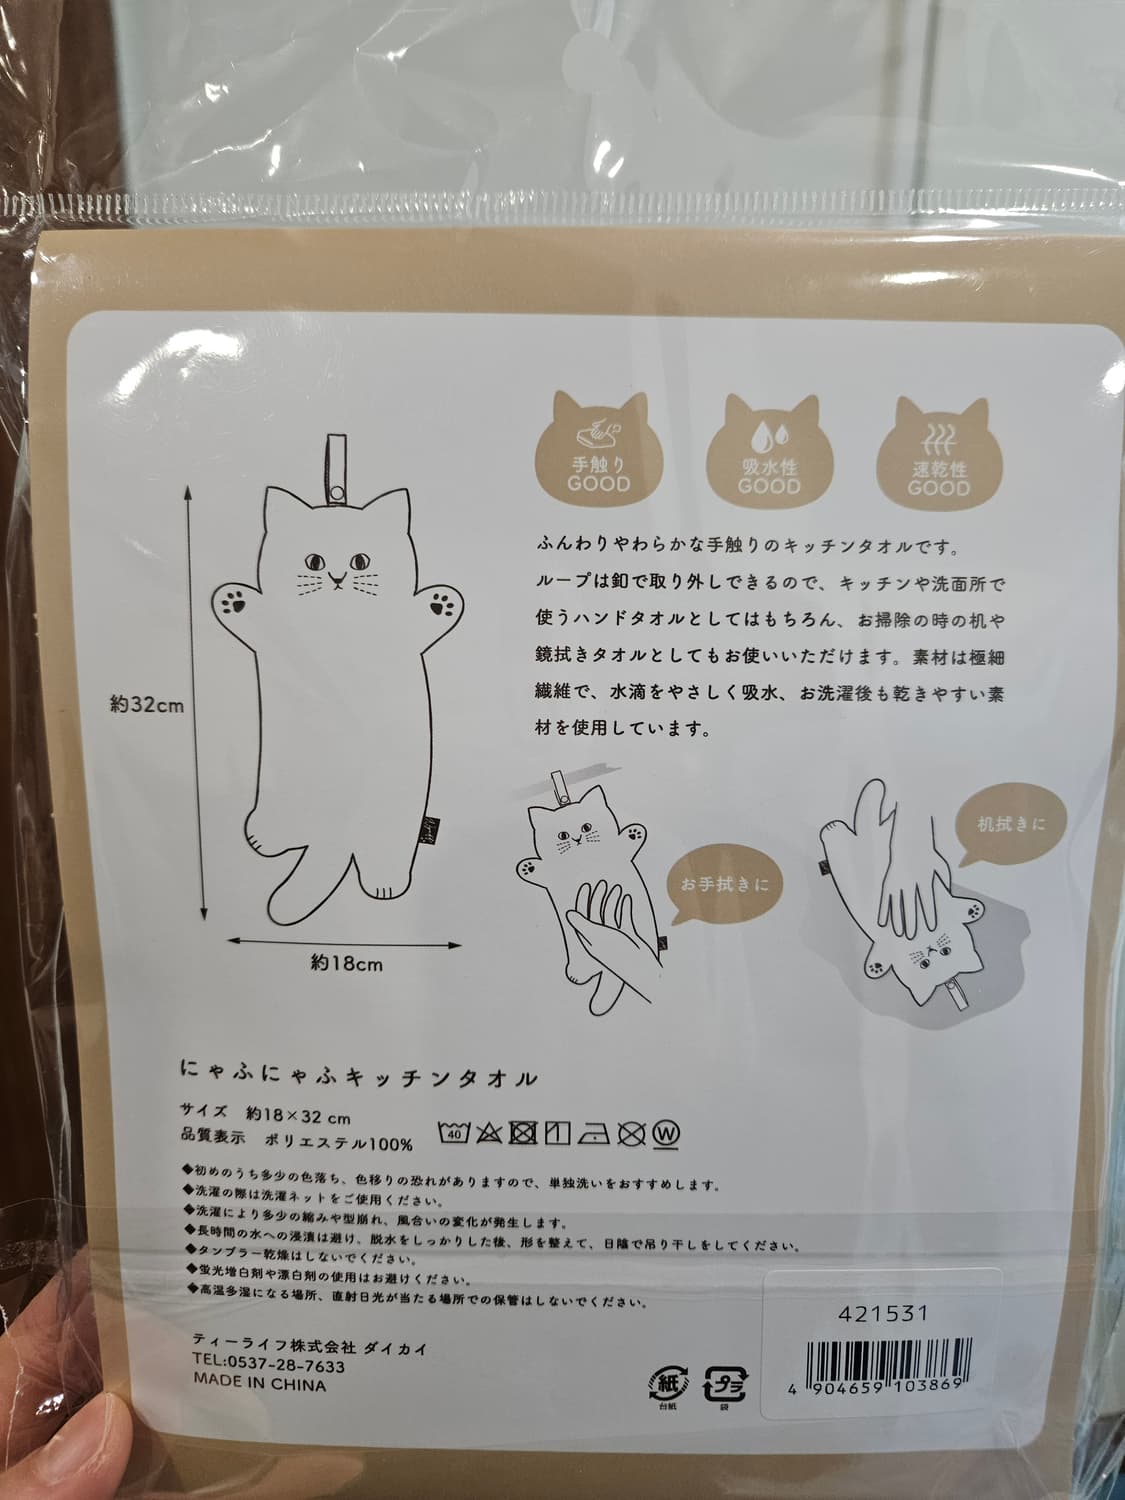 手触り
GOOD
吸水性
GOOD
速乾性
GOOD
ふんわりやわらかな手触りのキッチンタオルです。
ループは釦で取り外しできるので、キッチンや洗面所で
使うハンドタオルとしてはもちろん、お掃除の時の机や
鏡拭きタオルとしてもお使いいただけます。素材は極細
繊維で、水滴をやさしく吸水、お洗濯後も乾きやすい素
材を使用しています。
約32cm
約18cm
お手拭きに
机拭きに
にゃふにゃふキッチンタオル
サイズ 約18×32 cm
品質表示 ポリエステル100%
40
W
◆初めのうち多少の色落ち、色移りの恐れがありますので、単独洗いをおすすめします。
◆洗濯の際は洗濯ネットをご使用ください。
◆洗濯により多少の縮みや型崩れ、風合いの変化が発生します。
◆長時間の水への浸漬は避け、脱水をしっかりした後、形を整えて、日陰で吊り干しをしてください。
◆タンブラー乾燥はしないでください。
◆蛍光増白剤や漂白剤の使用はお避けください。
◆高温多湿になる場所、直射日光が当たる場所での保管はしないでください。
ティーライフ株式会社 ダイカイ
TEL:0537-28-7633
MADE IN CHINA
紙
台紙
プラ
袋
421531
4 904659 103869